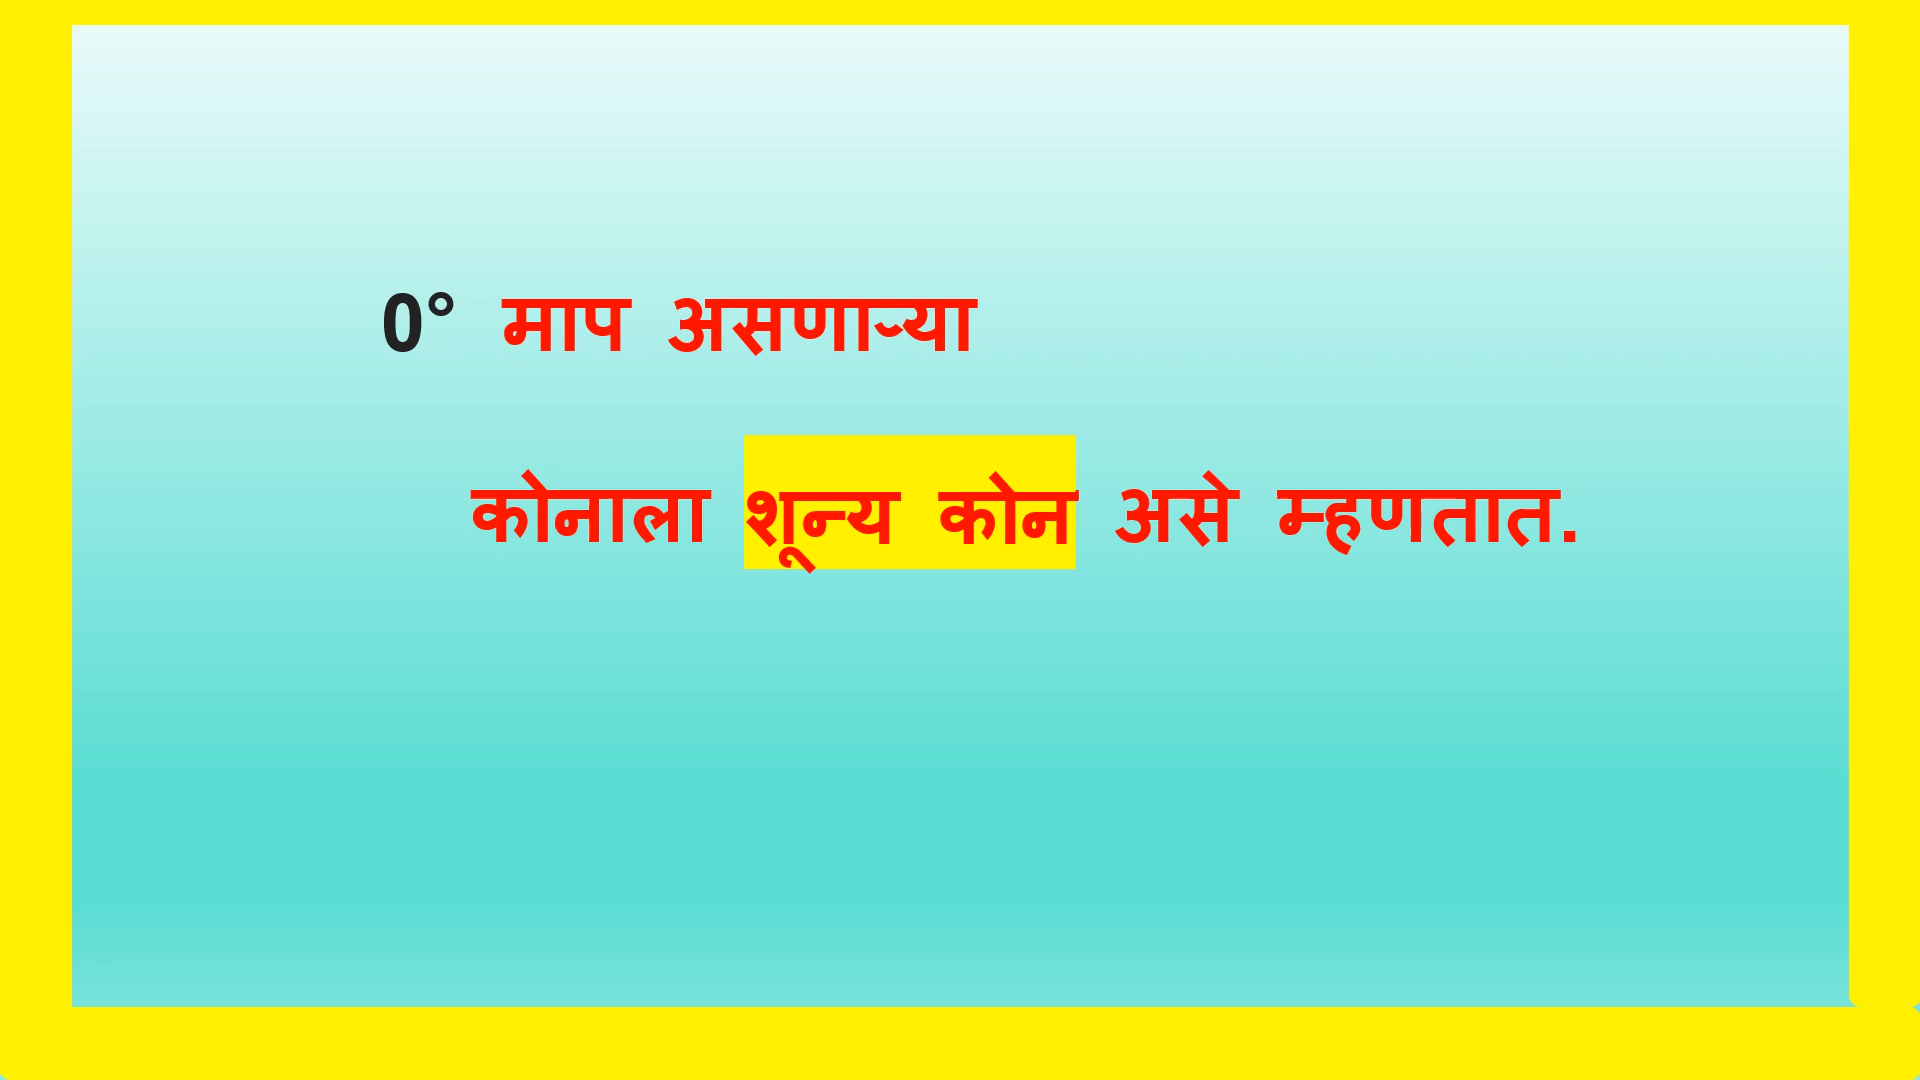 0° माप असणाऱ्या
कोनाला शून्य कोन असे म्हणतात.